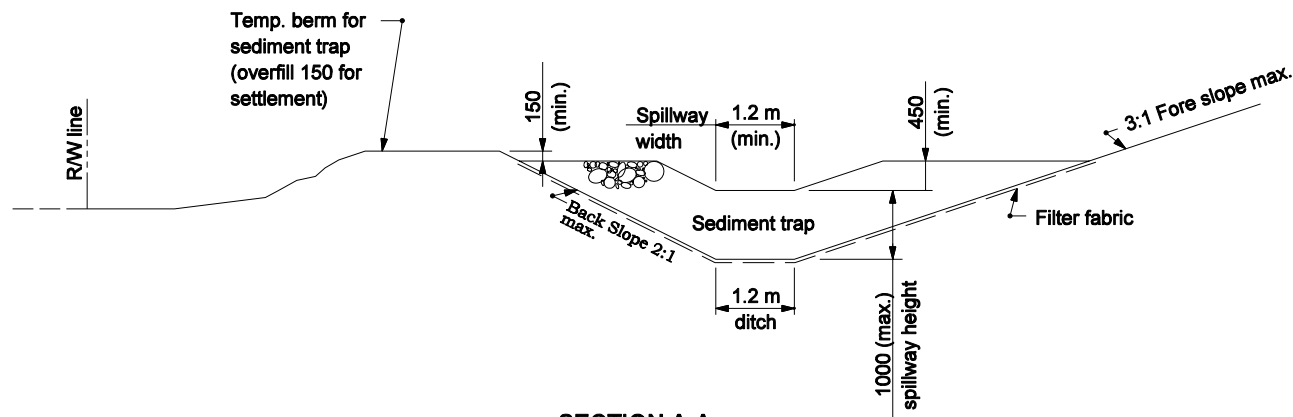 Temp. berm for
sediment trap
(overfill 150 for
settlement)
R/W line
150
(min.)
Spillway
width
1.2 m
(min.)
450
(min.)
3:1 Fore slope max.
Back Slope 2:1
max.
Sediment trap
Filter fabric
1.2 m
ditch
1000 (max.)
spillway height
SECTION A-A